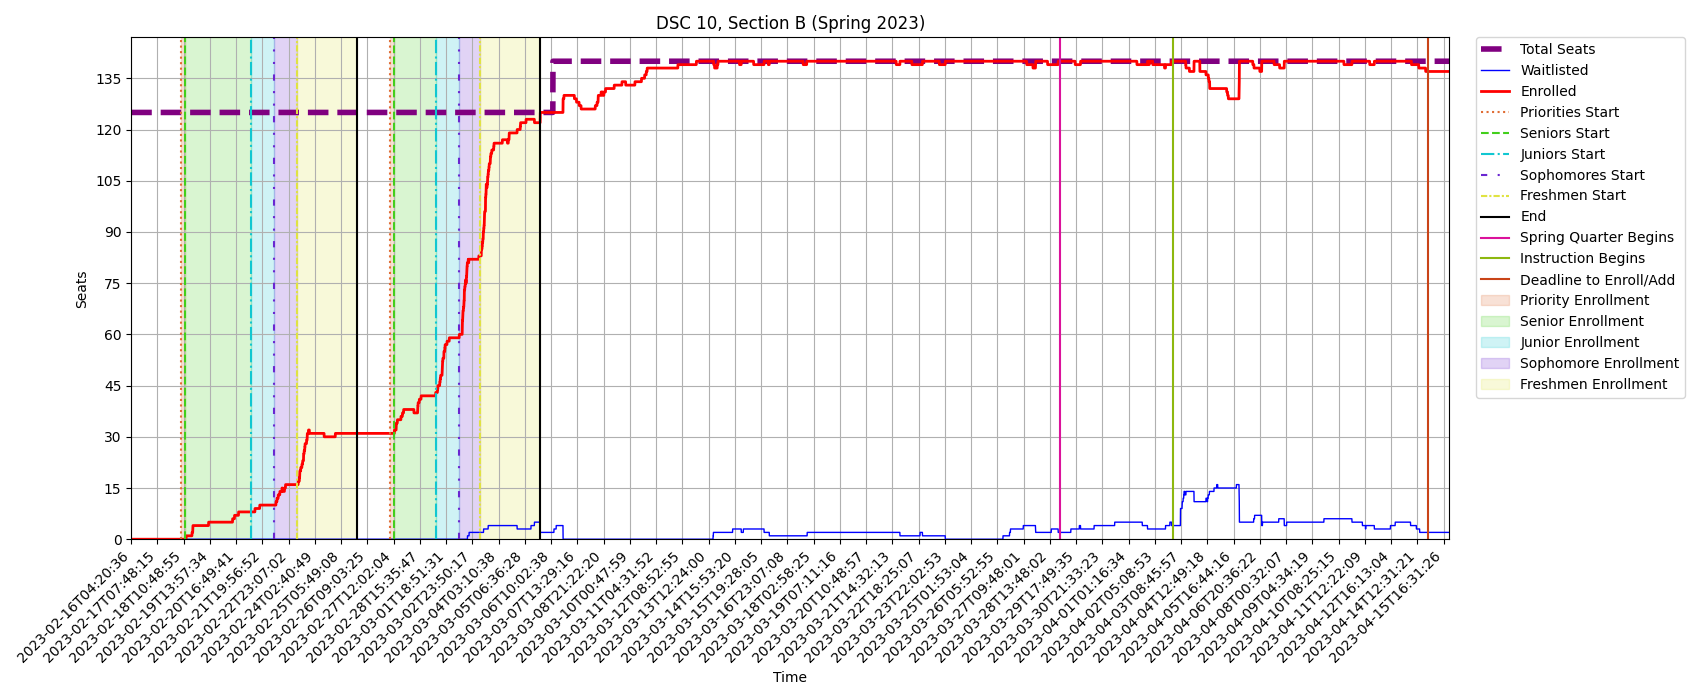 DSC 10, Section B (Spring 2023)
Seats
135
120
105
90
75
60
45
30
15
0
2023-02-16T04:20:36
2023-02-17T07:48:15
2023-02-18T10:48:55
2023-02-19T13:57:34
2023-02-20T16:49:41
2023-02-21T19:56:52
2023-02-22T23:07:02
2023-02-24T02:40:49
2023-02-25T05:49:08
2023-02-26T09:03:25
2023-02-27T12:02:04
2023-02-28T15:35:47
2023-03-01T18:51:31
2023-03-02T23:50:17
2023-03-04T03:10:38
2023-03-05T06:36:28
2023-03-06T10:02:38
2023-03-07T13:29:16
2023-03-08T21:22:20
2023-03-10T00:47:59
2023-03-11T04:31:52
2023-03-12T08:52:55
2023-03-13T12:24:00
2023-03-14T15:53:20
2023-03-15T19:28:05
2023-03-16T23:07:08
2023-03-18T02:58:25
2023-03-19T07:11:16
2023-03-20T10:48:57
2023-03-21T14:32:13
2023-03-22T18:25:07
2023-03-23T22:02:53
2023-03-25T01:53:04
2023-03-26T05:52:55
2023-03-27T09:48:01
2023-03-28T13:48:02
2023-03-29T17:49:35
2023-03-30T21:33:23
2023-04-01T01:16:34
2023-04-02T05:08:53
2023-04-03T08:45:57
2023-04-04T12:49:18
2023-04-05T16:44:16
2023-04-06T20:36:22
2023-04-08T00:32:07
2023-04-09T04:34:19
2023-04-10T08:25:15
2023-04-11T12:22:09
2023-04-12T16:13:04
2023-04-14T12:31:21
2023-04-15T16:31:26
Time
Total Seats
Waitlisted
Enrolled
Priorities Start
Seniors Start
Juniors Start
Sophomores Start
Freshmen Start
End
Spring Quarter Begins
Instruction Begins
Deadline to Enroll/Add
Priority Enrollment
Senior Enrollment
Junior Enrollment
Sophomore Enrollment
Freshmen Enrollment